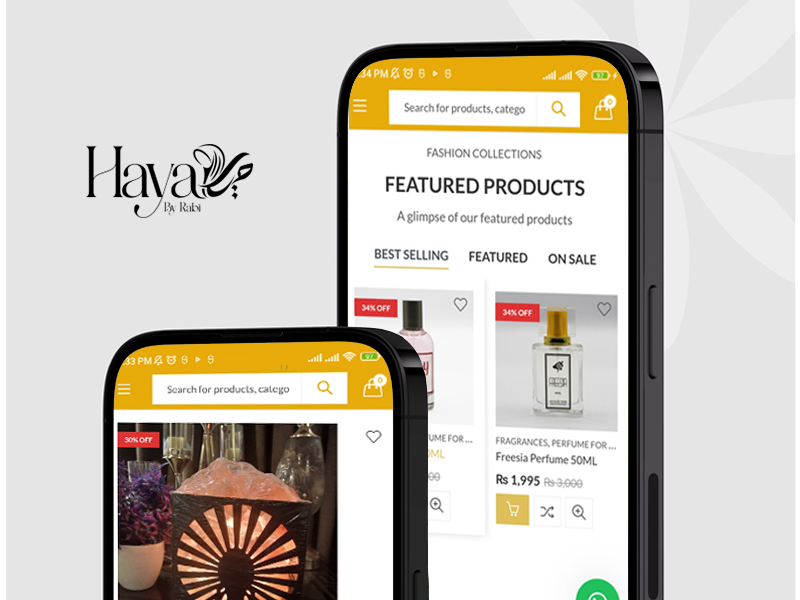 Haya
By Rabi
:34 PM
97
Search for products, catego
0
FASHION COLLECTIONS
FEATURED PRODUCTS
A glimpse of our featured products
BEST SELLING
FEATURED
ON SALE
34% OFF
34% OFF
UME FOR ...
0ML
00
FRAGRANCES, PERFUME FOR ...
Freesia Perfume 50ML
₨ 1,995 ₨ 3,000
:33 PM
97
Search for products, catego
0
30% OFF